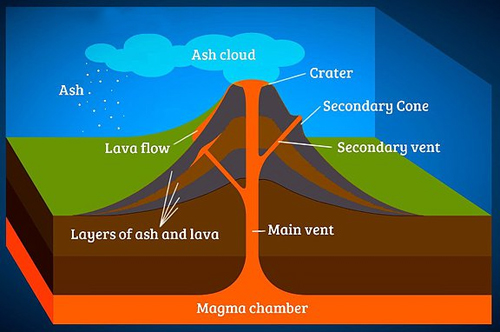 Ash cloud
Crater
Ash
Secondary Cone
Lava flow
Secondary vent
Layers of ash and lava
Main vent
Magma chamber